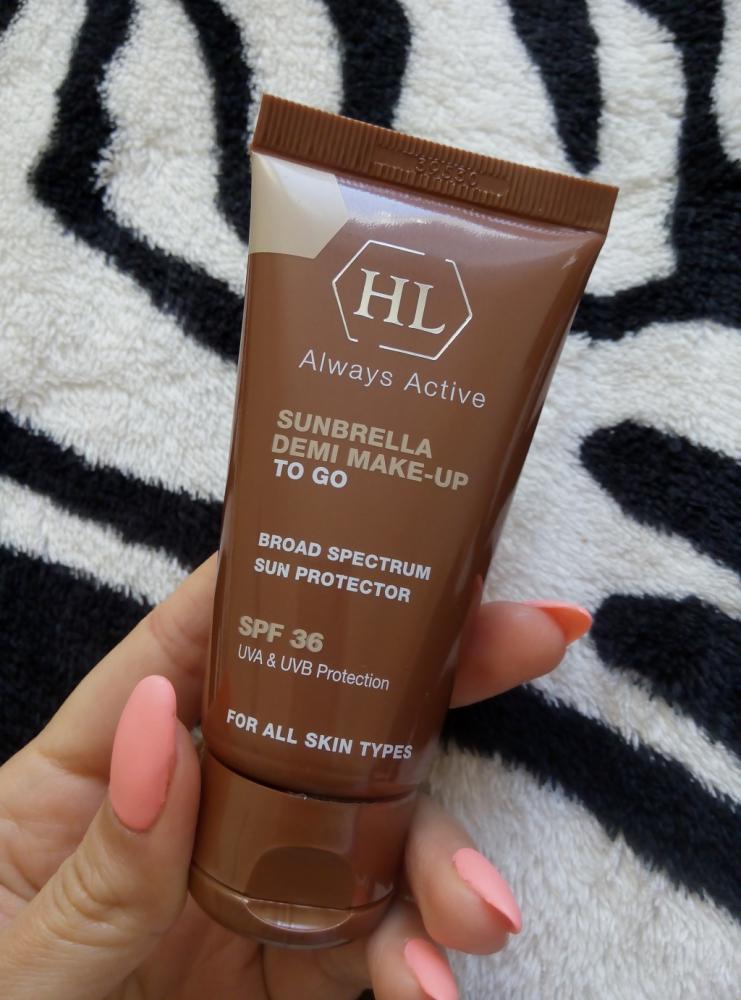 HL
Always Active
SUNBRELLA
DEMI MAKE-UP
TO GO
BROAD SPECTRUM
SUN PROTECTOR
SPF 36
UVA & UVB Protection
FOR ALL SKIN TYPES